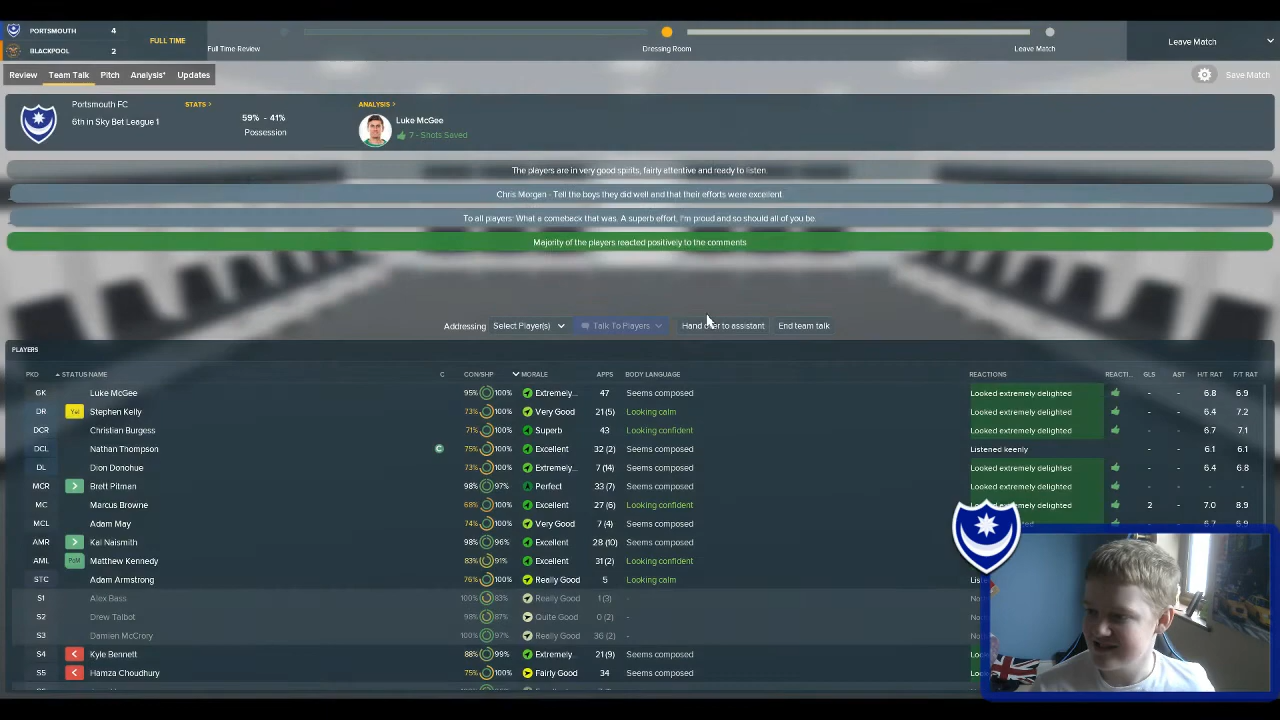 PORTSMOUTH 4
BLACKPOOL 2
FULL TIME
Full Time Review
Dressing Room
Leave Match
Leave Match
Review Team Talk Pitch Analysis* Updates
Save Match
Portsmouth FC
6th in Sky Bet League 1
STATS >
59% - 41%
Possession
ANALYSIS >
Luke McGee
7 - Shots Saved
The players are in very good spirits, fairly attentive and ready to listen.
Chris Morgan - Tell the boys they did well and that their efforts were excellent.
To all players: What a comeback that was. A superb effort, I'm proud and so should all of you be.
Majority of the players reacted positively to the comments
Addressing Select Player(s) Talk To Players Hand over to assistant End team talk
PLAYERS
PKD STATUS NAME C CON/SHP MORALE APPS BODY LANGUAGE REACTIONS REACTI... GLS AST H/T RAT F/T RAT
GK Luke McGee 95% 100% Extremely... 47 Seems composed Looked extremely delighted - - 6.8 6.9
DR Yel Stephen Kelly 73% 100% Very Good 21 (5) Looking calm Looked extremely delighted - - 6.4 7.2
DCR Christian Burgess 71% 100% Superb 43 Looking confident Looked extremely delighted - - 6.7 7.1
DCL Nathan Thompson C 75% 100% Excellent 32 (2) Seems composed Listened keenly - - 6.1 6.1
DL Dion Donohue 73% 100% Extremely... 7 (14) Seems composed Looked extremely delighted - - 6.4 6.8
MCR Brett Pitman 98% 97% Perfect 33 (7) Seems composed Looked extremely delighted - - - -
MC Marcus Browne 68% 100% Excellent 27 (6) Looking confident Looked extremely delighted 2 - 7.0 8.9
MCL Adam May 74% 100% Very Good 7 (4) Seems composed
AMR Kal Naismith 98% 96% Excellent 28 (10) Seems composed
AML PoM Matthew Kennedy 83% 91% Excellent 31 (2) Looking confident
STC Adam Armstrong 76% 100% Really Good 5 Looking calm
S1 Alex Bass 100% 83% Really Good 1 (3) -
S2 Drew Talbot 98% 87% Quite Good 0 (2) -
S3 Damien McCrory 100% 97% Really Good 36 (2) -
S4 Kyle Bennett 88% 99% Extremely... 21 (9) Seems composed
S5 Hamza Choudhury 75% 100% Fairly Good 34 Seems composed